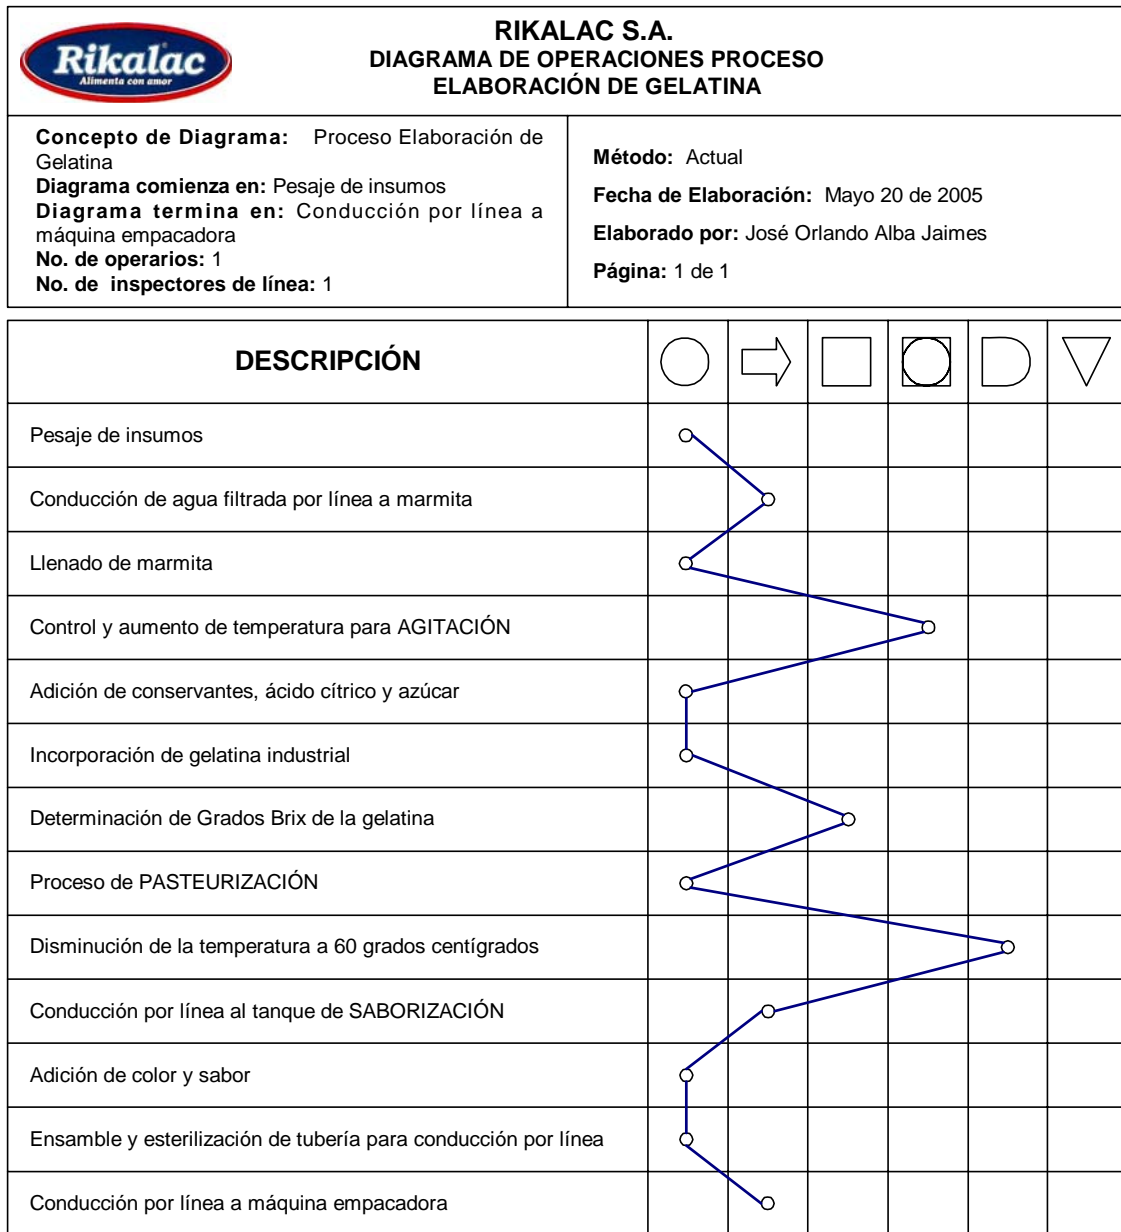 Rikalac
Alimenta con amor
RIKALAC S.A.
DIAGRAMA DE OPERACIONES PROCESO
ELABORACIÓN DE GELATINA
Concepto de Diagrama: Proceso Elaboración de
Gelatina
Diagrama comienza en: Pesaje de insumos
Diagrama termina en: Conducción por línea a
máquina empacadora
No. de operarios: 1
No. de inspectores de línea: 1
Método: Actual
Fecha de Elaboración: Mayo 20 de 2005
Elaborado por: José Orlando Alba Jaimes
Página: 1 de 1
DESCRIPCIÓN
Pesaje de insumos
Conducción de agua filtrada por línea a marmita
Llenado de marmita
Control y aumento de temperatura para AGITACIÓN
Adición de conservantes, ácido cítrico y azúcar
Incorporación de gelatina industrial
Determinación de Grados Brix de la gelatina
Proceso de PASTEURIZACIÓN
Disminución de la temperatura a 60 grados centígrados
Conducción por línea al tanque de SABORIZACIÓN
Adición de color y sabor
Ensamble y esterilización de tubería para conducción por línea
Conducción por línea a máquina empacadora